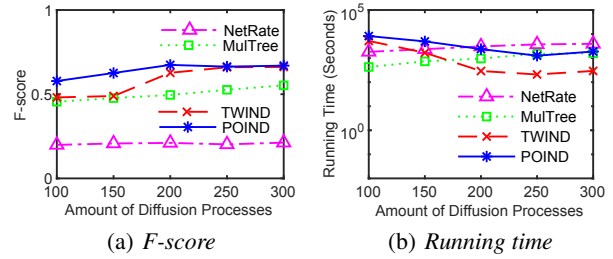 1
0.5
0
F-score
NetRate
MulTree
TWIND
POIND
100 150 200 250 300
Amount of Diffusion Processes
(a) F-score
10^5
10^0
Running Time (Seconds)
NetRate
MulTree
TWIND
POIND
100 150 200 250 300
Amount of Diffusion Processes
(b) Running time